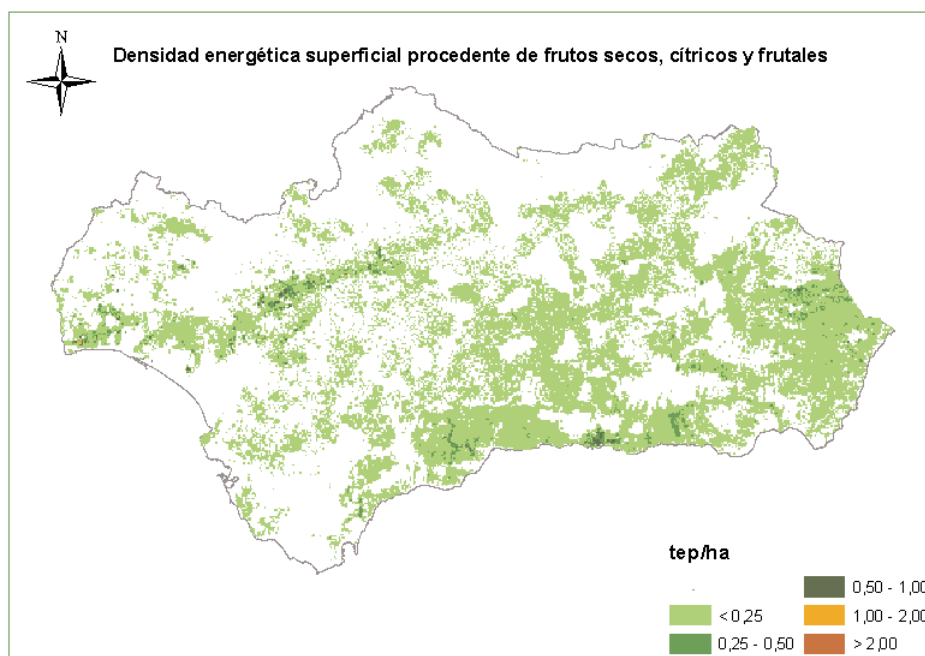 N
Densidad energética superficial procedente de frutos secos, cítricos y frutales
tep/ha
< 0,25
0,25 - 0,50
0,50 - 1,00
1,00 - 2,00
> 2,00